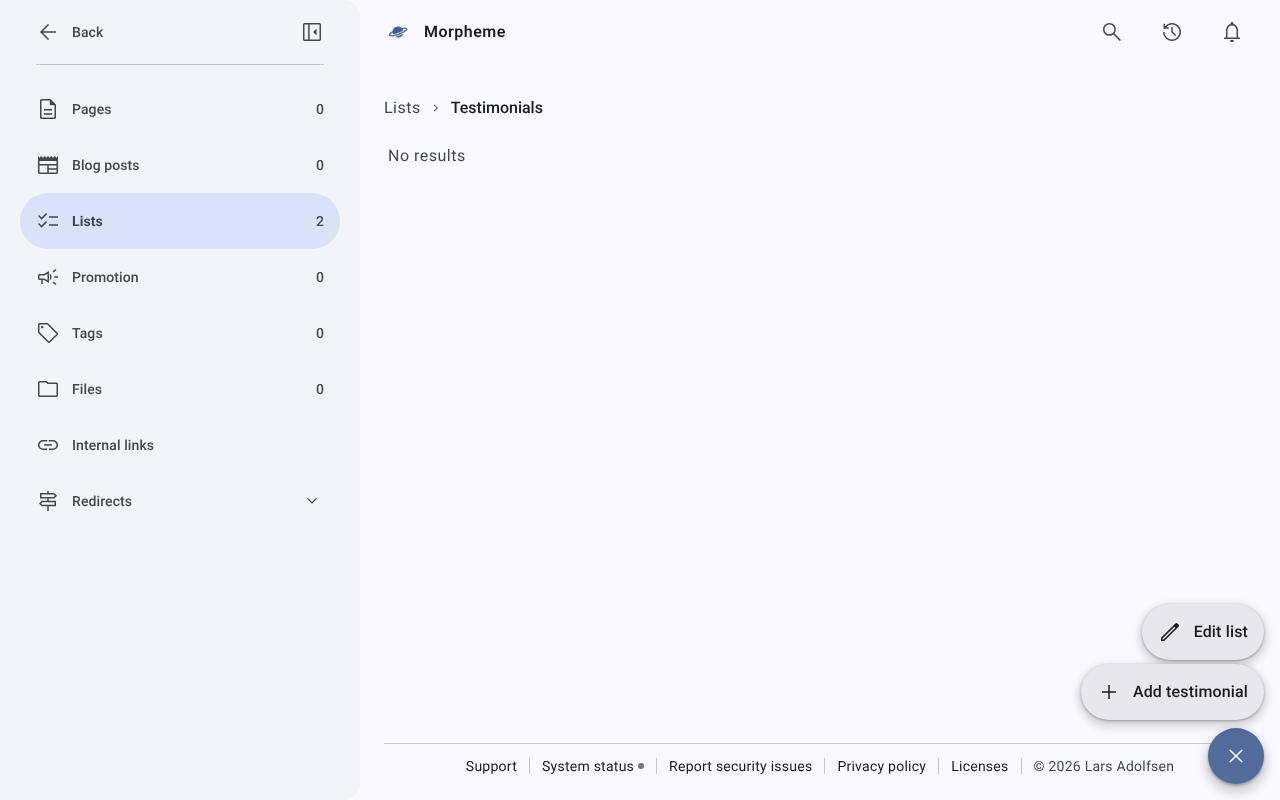 Back
Morpheme
Pages 0
Blog posts 0
Lists 2
Promotion 0
Tags 0
Files 0
Internal links
Redirects
Lists › Testimonials
No results
Edit list
Add testimonial
Support
System status
Report security issues
Privacy policy
Licenses
© 2026 Lars Adolfsen